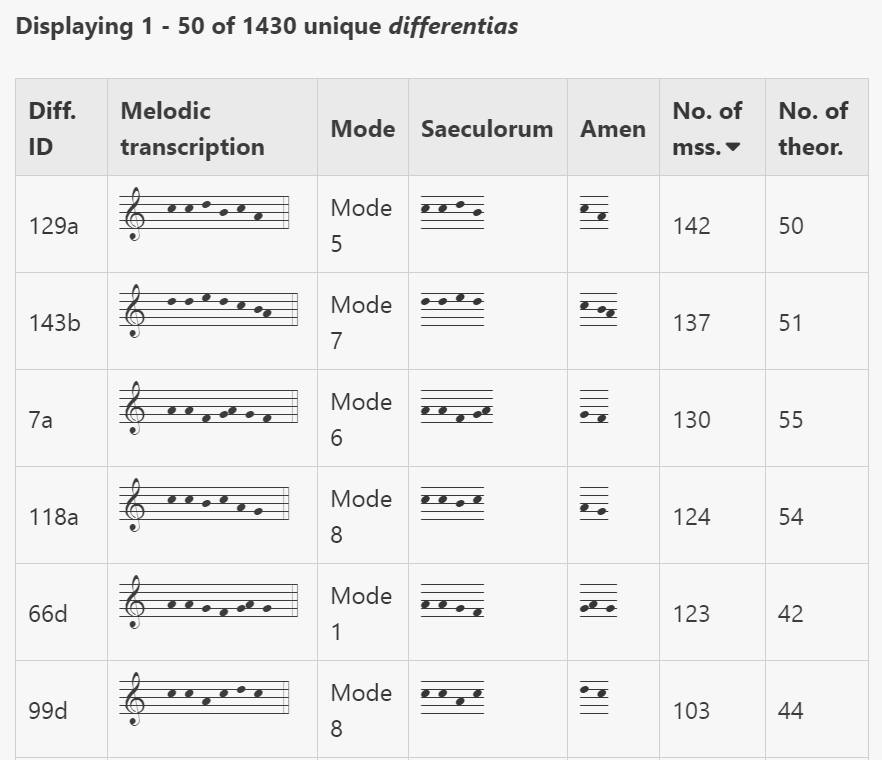 Displaying 1 - 50 of 1430 unique differentias
Diff. ID Melodic transcription Mode Saeculorum Amen No. of mss. No. of theor.
129a Mode 5 142 50
143b Mode 7 137 51
7a Mode 6 130 55
118a Mode 8 124 54
66d Mode 1 123 42
99d Mode 8 103 44